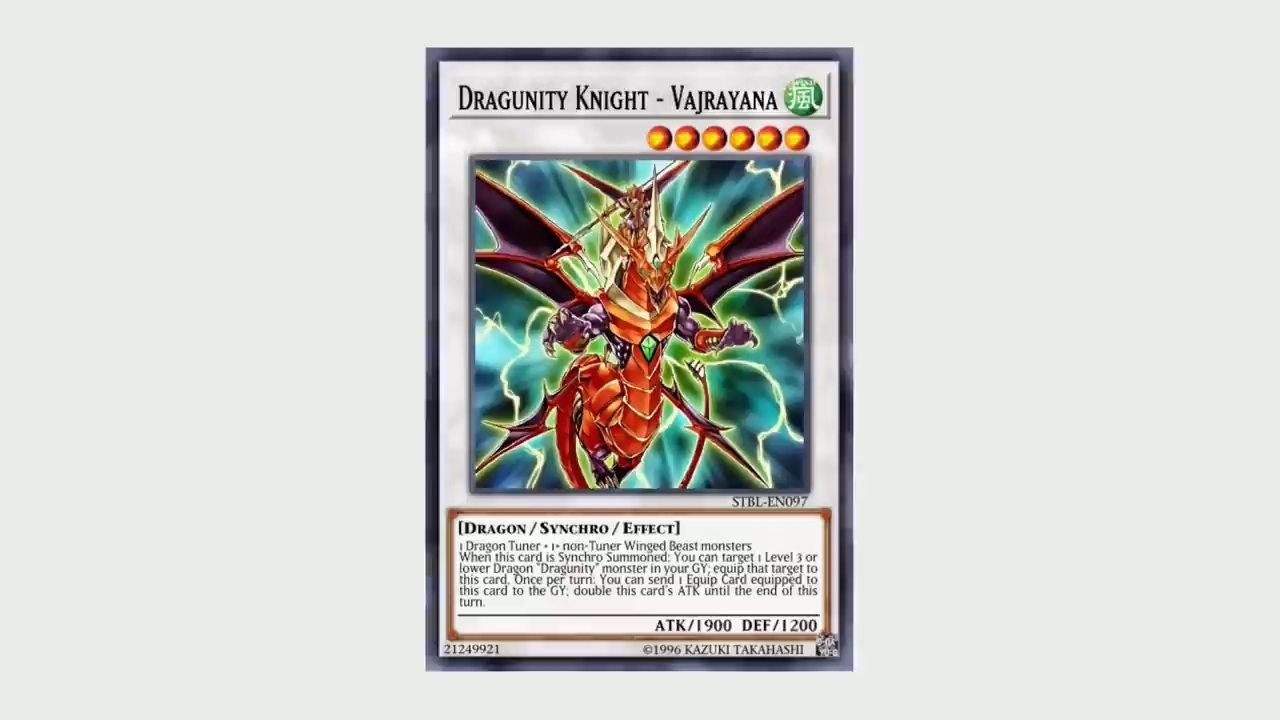 Dragunity Knight - Vajrayana
WIND
風
STBL-EN097
[Dragon / Synchro / Effect]
1 Dragon Tuner + 1+ non-Tuner Winged Beast monsters
When this card is Synchro Summoned: You can target 1 Level 3 or
lower Dragon "Dragunity" monster in your GY; equip that target to
this card. Once per turn: You can send 1 Equip Card equipped to
this card to the GY; double this card's ATK until the end of this
turn.
ATK/1900 DEF/1200
21249921
©1996 KAZUKI TAKAHASHI